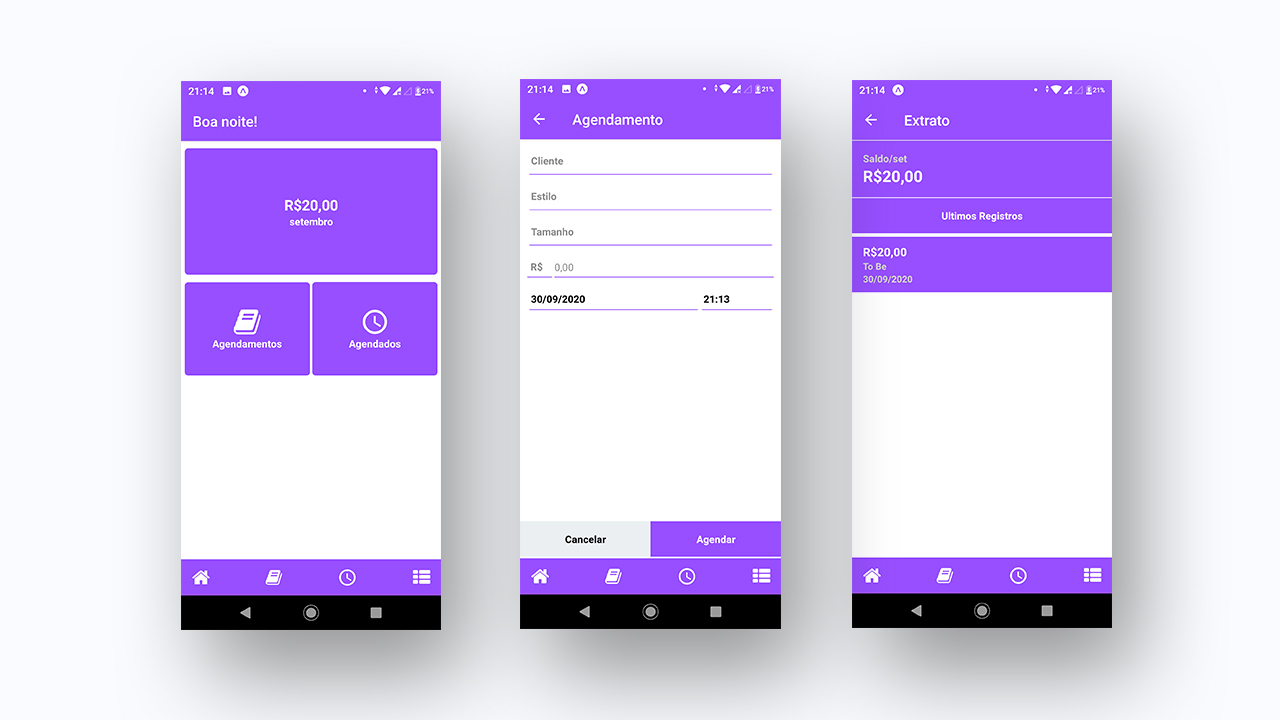 21:14
21%
Boa noite!
R$20,00
setembro
Agendamentos
Agendados
21:14
21%
Agendamento
Cliente
Estilo
Tamanho
R$ 0,00
30/09/2020 21:13
Cancelar Agendar
21:14
21%
Extrato
Saldo/set
R$20,00
Ultimos Registros
R$20,00
To Be
30/09/2020